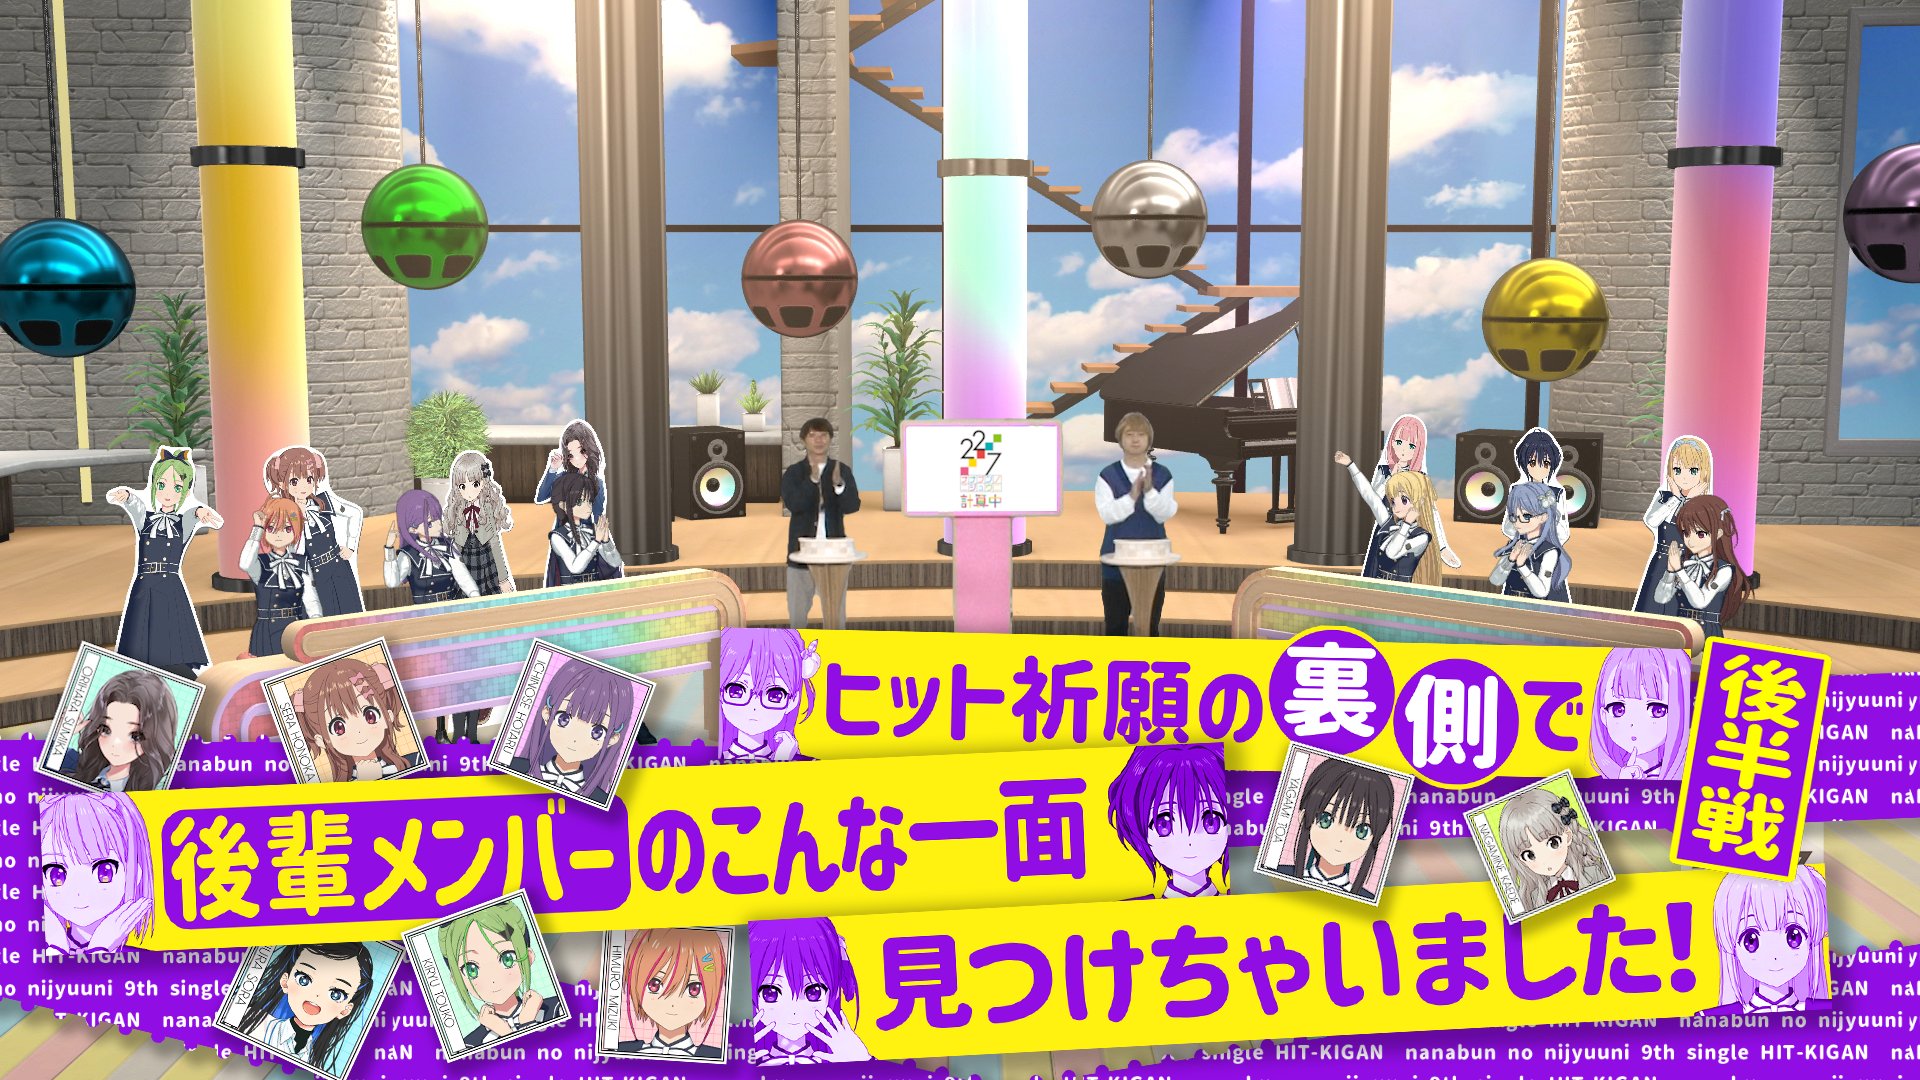 22/7
計算中
ORIHARA SUMIKA
SERA HONOKA
ICHINOSE HOTARU
ヒット祈願の裏側で
後半戦
後輩メンバーのこんな一面
YAGAMI TOA
NAGAMINE KAEDE
見つけちゃいました!
KIRYU TOUKO
HIMURO MIZUKI
nanabun no nijyuuni 9th single HIT-KIGAN